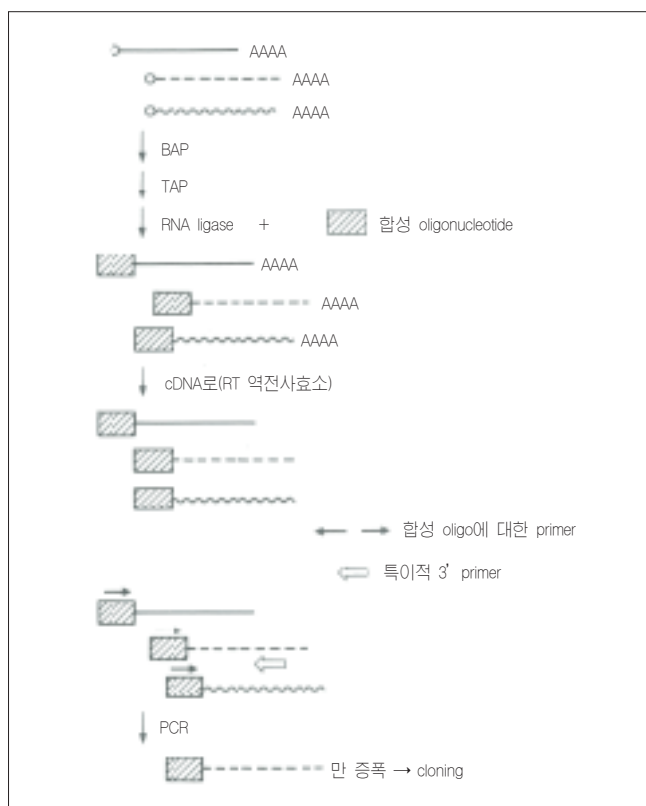 AAAA
AAAA
AAAA
BAP
TAP
RNA ligase + 합성 oligonucleotide
AAAA
AAAA
AAAA
cDNA로(RT 역전사효소)
합성 oligo에 대한 primer
특이적 3' primer
PCR
만 증폭 → cloning